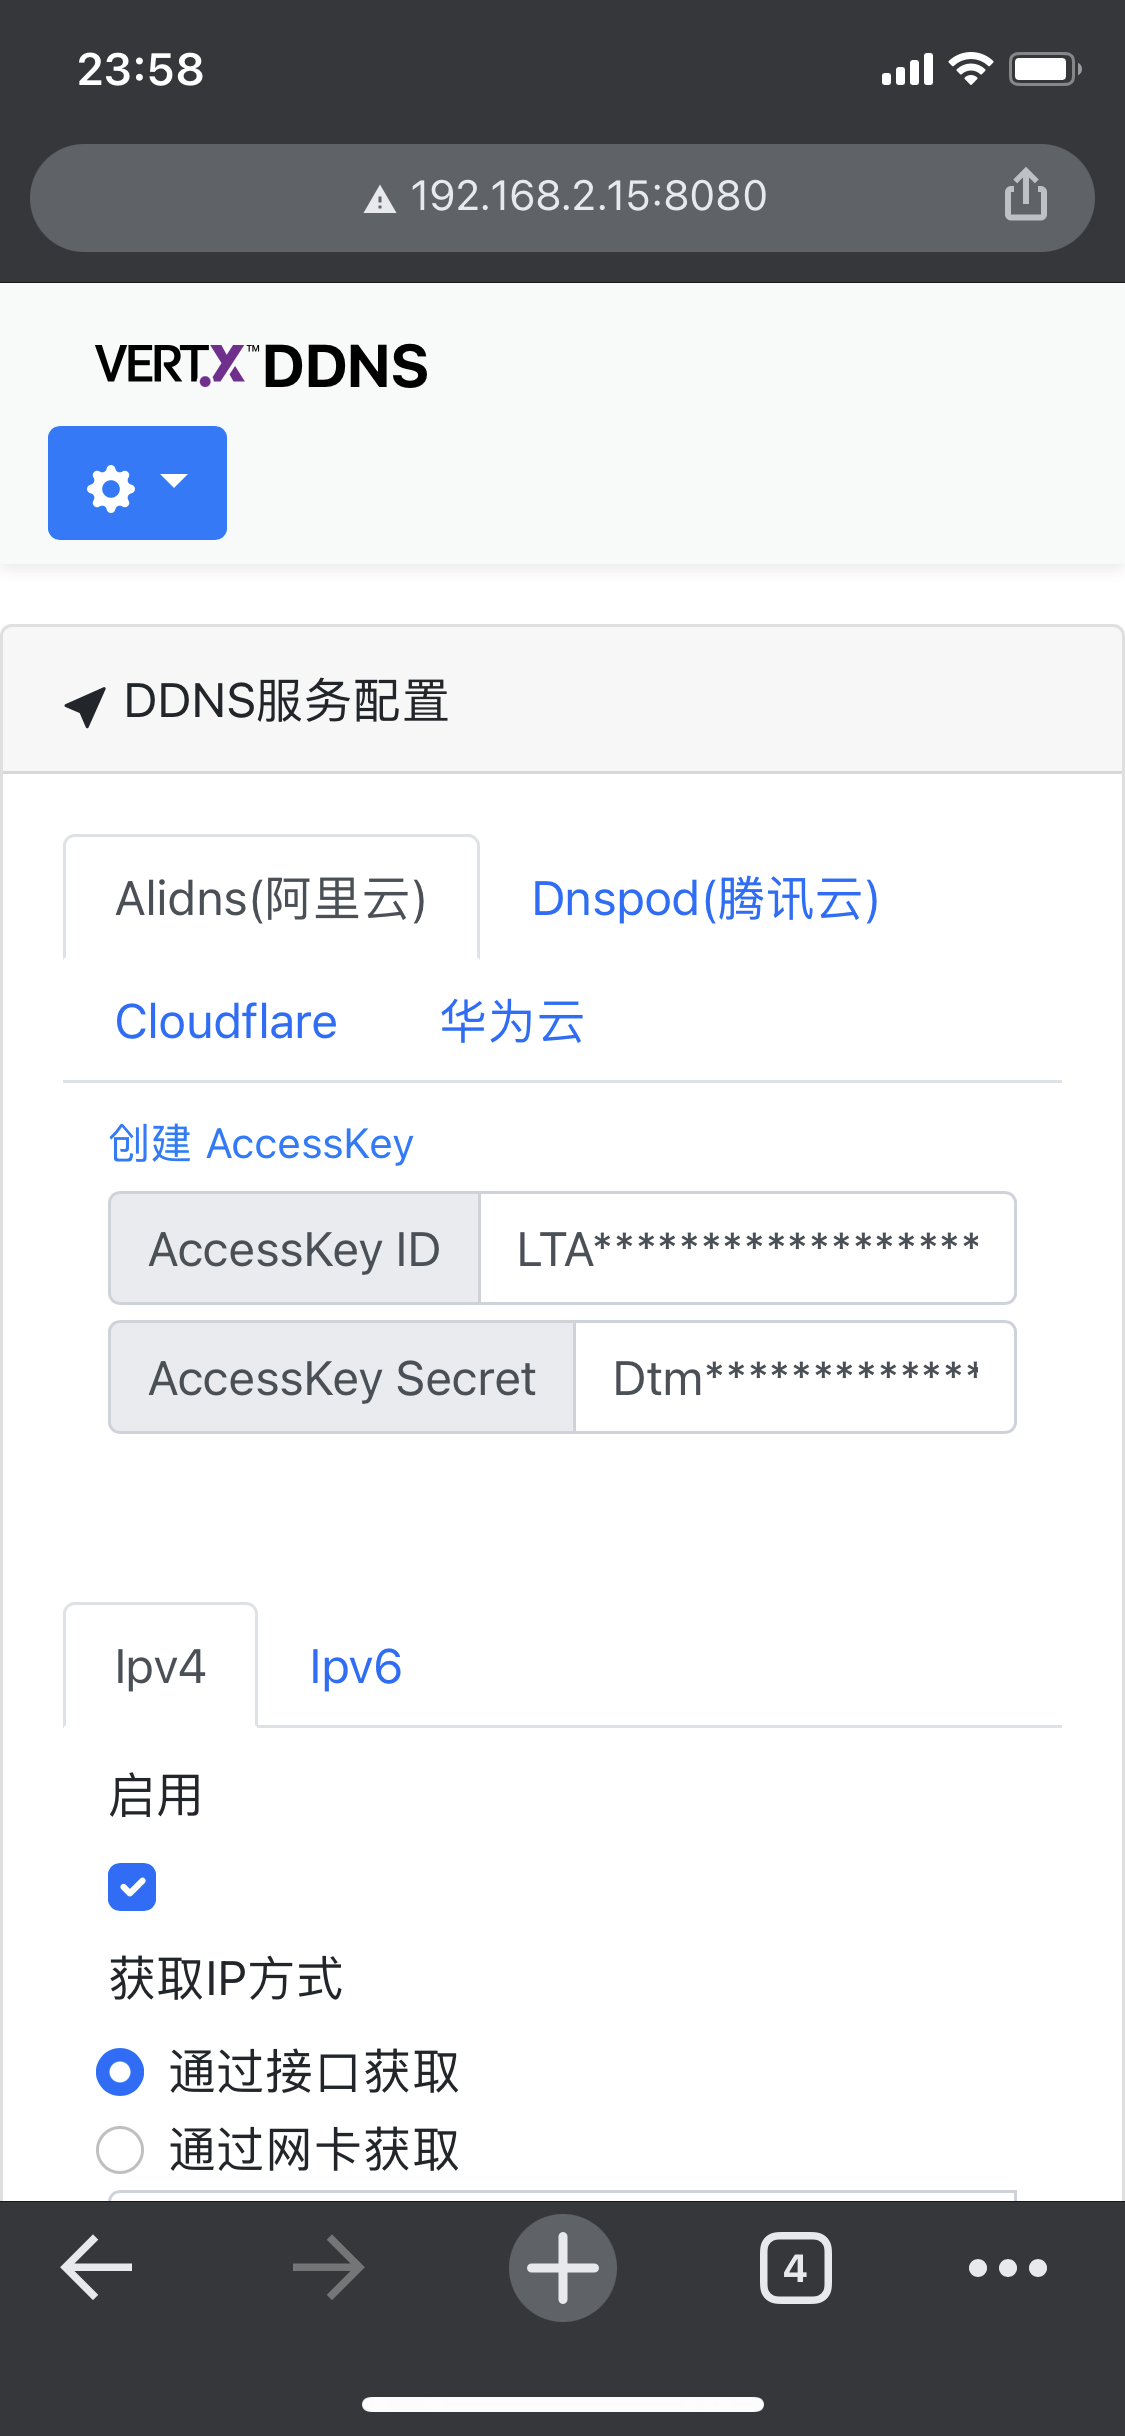 23:58
192.168.2.15:8080
VERT.X™ DDNS
DDNS服务配置
Alidns(阿里云)
Dnspod(腾讯云)
Cloudflare
华为云
创建 AccessKey
AccessKey ID
LTA******************
AccessKey Secret
Dtm*************
Ipv4
Ipv6
启用
获取IP方式
通过接口获取
通过网卡获取
4